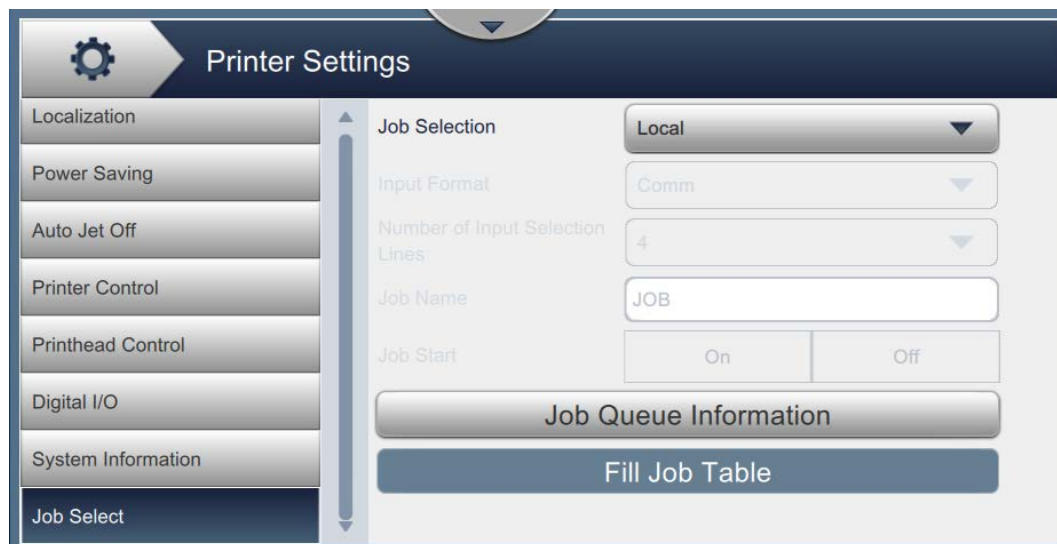 Printer Settings
Localization
Power Saving
Auto Jet Off
Printer Control
Printhead Control
Digital I/O
System Information
Job Select
Job Selection
Local
Input Format
Comm
Number of Input Selection
Lines
4
Job Name
JOB
Job Start
On
Off
Job Queue Information
Fill Job Table